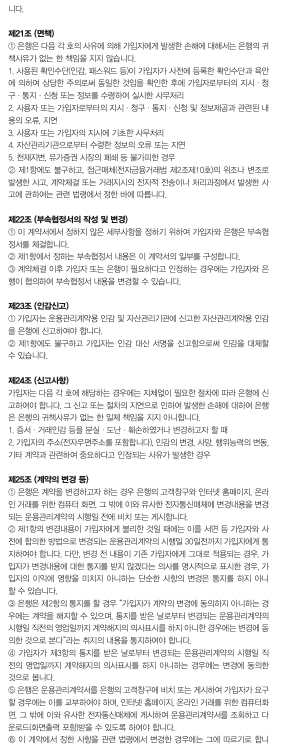 니다.
제21조 (면책)
① 은행은 다음 각 호의 사유에 의해 가입자에게 발생한 손해에 대해서는 은행의 귀
책사유가 없는 한 책임을 지지 않습니다.
1. 사용된 확인수단(인감, 패스워드 등)이 가입자가 사전에 등록한 확인수단과 육안
에 의하여 상당한 주의로써 동일한 것임을 확인한 후에 가입자로부터의 지시·청
구·통지·신청 또는 정보를 수령하여 실시한 사무처리
2. 사용자 또는 가입자로부터의 지시·청구·통지·신청 및 정보제공과 관련된 내
용의 오류, 지연
3. 사용자 또는 가입자의 지시에 기초한 사무처리
4. 자산관리기관으로부터 수령한 정보의 오류 또는 지연
5. 천재지변, 유가증권 시장의 폐쇄 등 불가피한 경우
② 제1항에도 불구하고, 접근매체(전자금융거래법 제2조제10호)의 위조나 변조로
발생한 사고, 계약체결 또는 거래지시의 전자적 전송이나 처리과정에서 발생한 사
고에 관하여는 관련 법령에서 정한 바에 따릅니다.
제22조 (부속협정서의 작성 및 변경)
① 이 계약서에서 정하지 않은 세부사항을 정하기 위하여 가입자와 은행은 부속협
정서를 체결합니다.
② 제1항에서 정하는 부속협정서 내용은 이 계약서의 일부를 구성합니다.
③ 계약체결 이후 가입자 또는 은행이 필요하다고 인정하는 경우에는 가입자와 은
행이 협의하여 부속협정서 내용을 변경할 수 있습니다.
제23조 (인감신고)
① 가입자는 운용관리계약용 인감 및 자산관리기관에 신고한 자산관리계약용 인감
을 은행에 신고하여야 합니다.
② 제1항에도 불구하고 가입자는 인감 대신 서명을 신고함으로써 인감을 대체할
수 있습니다.
제24조 (신고사항)
가입자는 다음 각 호에 해당하는 경우에는 지체없이 필요한 절차에 따라 은행에 신
고하여야 합니다. 그 신고 또는 절차의 지연으로 인하여 발생한 손해에 대하여 은행
은 은행의 귀책사유가 없는 한 일체 책임을 지지 아니합니다.
1. 증서·거래인감 등을 분실·도난·훼손하였거나 변경하고자 할 때
2. 가입자의 주소(전자우편주소를 포함합니다), 인감의 변경, 사망, 행위능력의 변동,
기타 계약과 관련하여 중요하다고 인정되는 사유가 발생한 경우
제25조 (계약의 변경 등)
① 은행은 계약을 변경하고자 하는 경우 은행의 고객창구와 인터넷 홈페이지, 온라
인 거래를 위한 컴퓨터 화면, 그 밖에 이와 유사한 전자통신매체에 변경내용을 변경
되는 운용관리계약의 시행일 전에 비치 또는 게시합니다.
② 제1항의 변경내용이 가입자에게 불리한 것일 때에는 이를 서면 등 가입자와 사
전에 합의한 방법으로 변경되는 운용관리계약의 시행일 30일전까지 가입자에게 통
지하여야 합니다. 다만, 변경 전 내용이 기존 가입자에게 그대로 적용되는 경우, 가
입자가 변경내용에 대한 통지를 받지 않겠다는 의사를 명시적으로 표시한 경우, 가
입자의 이익에 영향을 미치지 아니하는 단순한 사항의 변경은 통지를 하지 아니
할 수 있습니다.
③ 은행은 제2항의 통지를 할 경우 "가입자가 계약의 변경에 동의하지 아니하는 경
우에는 계약을 해지할 수 있으며, 통지를 받은 날로부터 변경되는 운용관리계약의
시행일 직전의 영업일까지 계약해지의 의사표시를 하지 아니한 경우에는 변경에 동
의한 것으로 본다"라는 취지의 내용을 통지하여야 합니다.
④ 가입자가 제3항의 통지를 받은 날로부터 변경되는 운용관리계약의 시행일 직
전의 영업일까지 계약해지의 의사표시를 하지 아니하는 경우에는 변경에 동의한
것으로 봅니다.
⑤ 은행은 운용관리계약서를 은행의 고객창구에 비치 또는 게시하여 가입자가 요구
할 경우에는 이를 교부하여야 하며, 인터넷 홈페이지, 온라인 거래를 위한 컴퓨터화
면, 그 밖에 이와 유사한 전자통신매체에 게시하여 운용관리계약서를 조회하고 다
운로드(화면출력 포함)받을 수 있도록 하여야 합니다.
⑥ 이 계약에서 정한 사항을 관련 법령에서 변경한 경우에는 그에 따르기로 합니